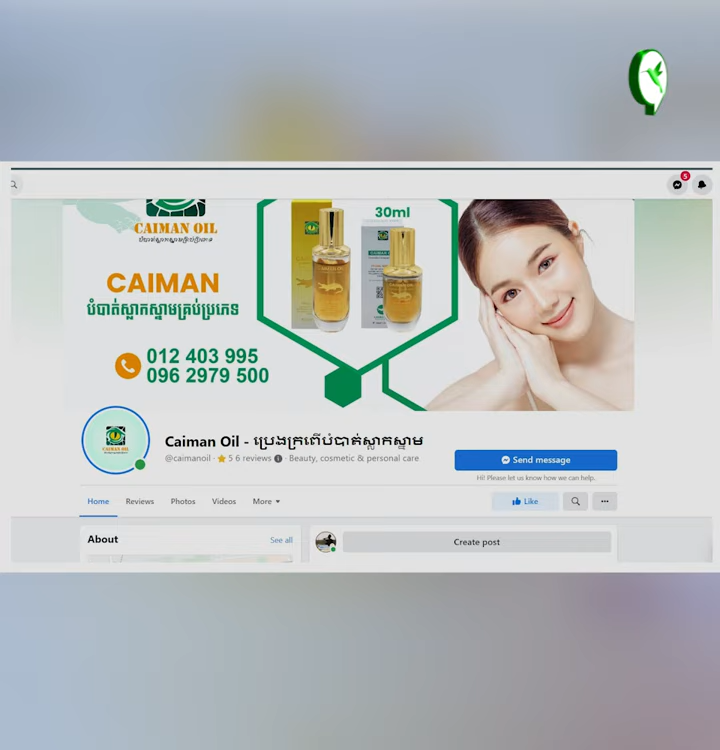 5
30ml
CAIMAN OIL
CAIMAN
បំបាត់ស្លាកស្នាមគ្រប់ប្រភេទ
012 403 995
096 2979 500
CAIMAN OIL
Caiman Oil - ប្រេងក្រពើបំបាត់ស្លាកស្នាម
@caimanoil · 5 6 reviews · Beauty, cosmetic & personal care
Send message
Hi! Please let us know how we can help.
Home Reviews Photos Videos More
Like
About See all
Create post